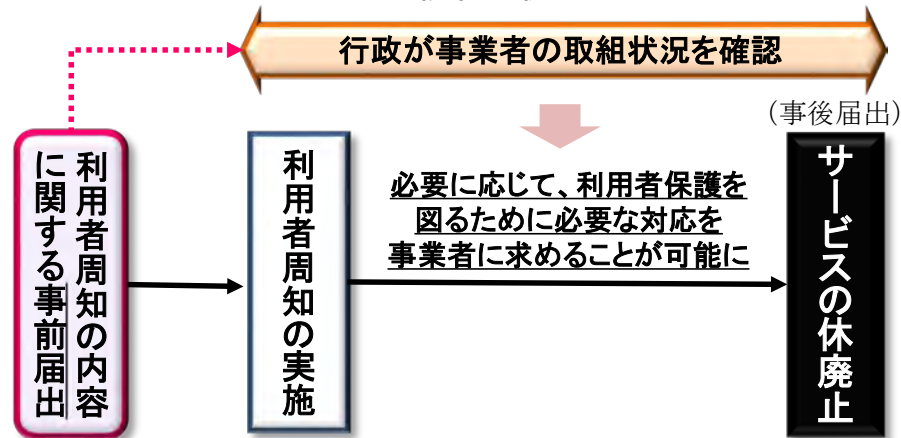 行政が事業者の取組状況を確認
(事後届出)
利用者周知の内容
に関する事前届出
利用者周知の実施
必要に応じて、利用者保護を
図るために必要な対応を
事業者に求めることが可能に
サービスの休廃止